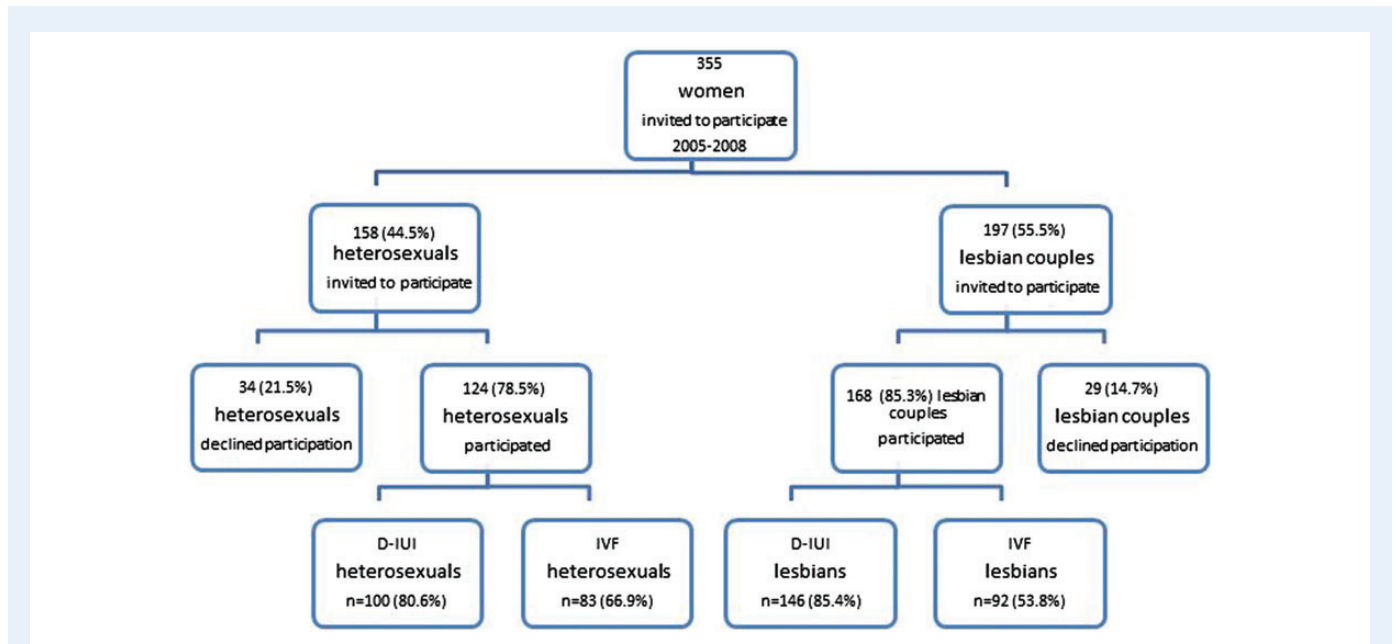 355
women
invited to participate
2005-2008
158 (44.5%)
heterosexuals
invited to participate
197 (55.5%)
lesbian couples
invited to participate
34 (21.5%)
heterosexuals
declined participation
124 (78.5%)
heterosexuals
participated
168 (85.3%) lesbian
couples
participated
29 (14.7%)
lesbian couples
declined participation
D-IUI
heterosexuals
n=100 (80.6%)
IVF
heterosexuals
n=83 (66.9%)
D-IUI
lesbians
n=146 (85.4%)
IVF
lesbians
n=92 (53.8%)